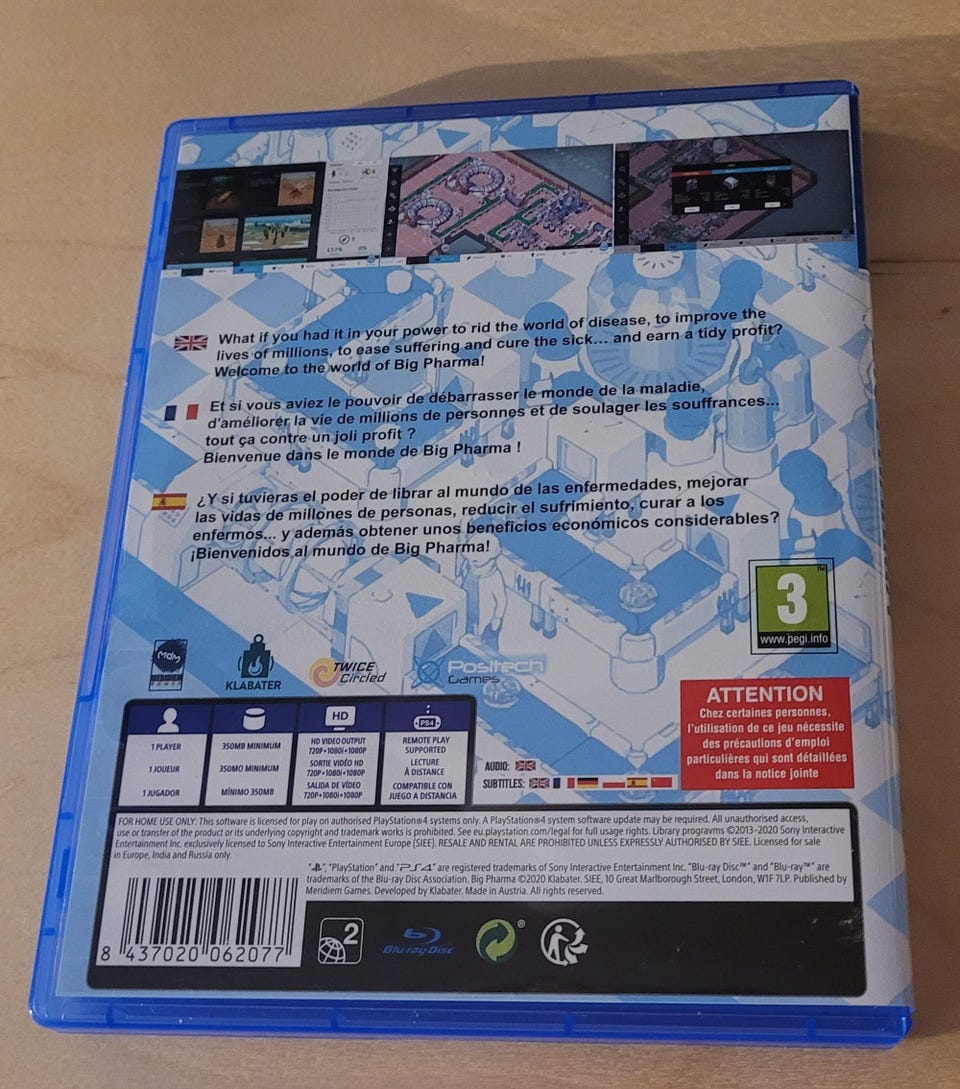 What if you had it in your power to rid the world of disease, to improve the
lives of millions, to ease suffering and cure the sick... and earn a tidy profit?
Welcome to the world of Big Pharma!
Et si vous aviez le pouvoir de débarrasser le monde de la maladie,
d'améliorer la vie de millions de personnes et de soulager les souffrances...
tout ça contre un joli profit ?
Bienvenue dans le monde de Big Pharma !
¿Y si tuvieras el poder de librar al mundo de las enfermedades, mejorar
las vidas de millones de personas, reducir el sufrimiento, curar a los
enfermos... y además obtener unos beneficios económicos considerables?
¡Bienvenidos al mundo de Big Pharma!
3
TM
www.pegi.info
MDM
KLABATER
TWICE
Circled
Positech
Games
ATTENTION
Chez certaines personnes,
l'utilisation de ce jeu nécessite
des précautions d'emploi
particulières qui sont détaillées
dans la notice jointe
HD
PS4
1 PLAYER
1 JOUEUR
1 JUGADOR
350MB MINIMUM
350MO MINIMUM
MÍNIMO 350MB
HD VIDEO OUTPUT
720P•1080i•1080P
SORTIE VIDÉO HD
720P•1080i•1080P
SALIDA DE VÍDEO
720P•1080i•1080P
REMOTE PLAY
SUPPORTED
LECTURE
À DISTANCE
COMPATIBLE CON
JUEGO A DISTANCIA
AUDIO:
SUBTITLES:
FOR HOME USE ONLY: This software is licensed for play on authorised PlayStation®4 systems only. A PlayStation®4 system software update may be required. All unauthorised access,
use or transfer of the product or its underlying copyright and trademark works is prohibited. See eu.playstation.com/legal for full usage rights. Library programs ©2013-2020 Sony Interactive
Entertainment Inc. exclusively licensed to Sony Interactive Entertainment Europe (SIEE). RESALE AND RENTAL ARE PROHIBITED UNLESS EXPRESSLY AUTHORISED BY SIEE. Licensed for sale
in Europe, India and Russia only.
"", "PlayStation" and "PS4" are registered trademarks of Sony Interactive Entertainment Inc. "Blu-ray Disc™" and "Blu-ray™" are
trademarks of the Blu-ray Disc Association. Big Pharma ©2020 Klabater. SIEE, 10 Great Marlborough Street, London, W1F 7LP. Published by
Meridiem Games. Developed by Klabater. Made in Austria. All rights reserved.
8 437020 062077
2
Blu-ray Disc
®